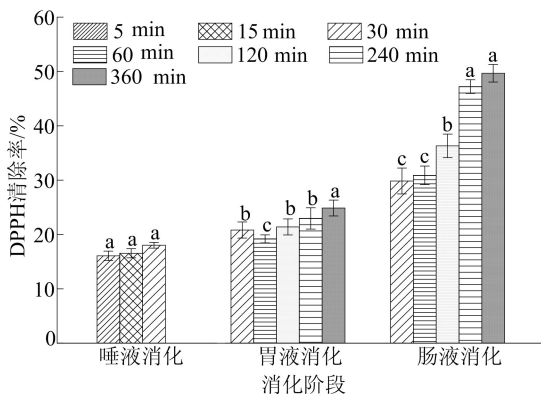 60
50
40
30
20
10
0
DPPH清除率/%
5 min
15 min
30 min
60 min
120 min
240 min
360 min
a a a
b c b b a
c c b a a
唾液消化 胃液消化 肠液消化
消化阶段